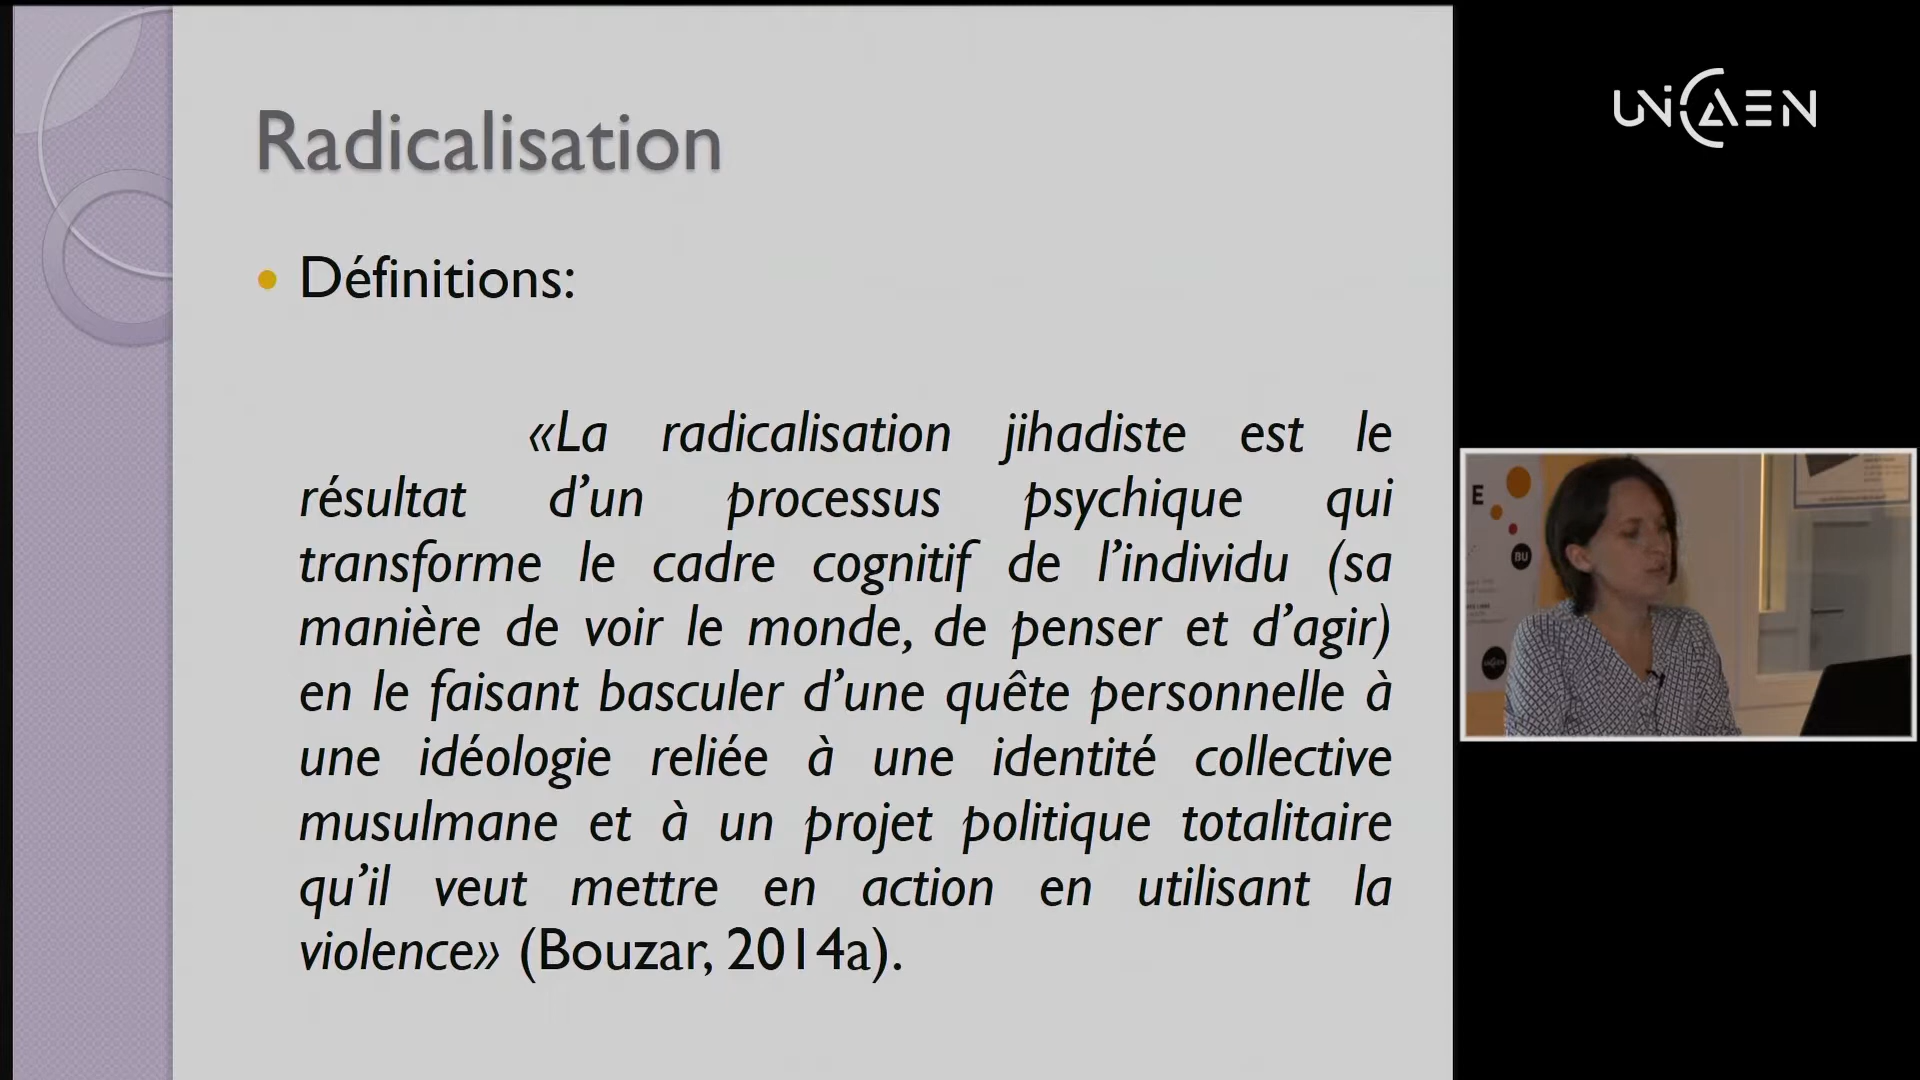 Radicalisation
Définitions:
«La radicalisation jihadiste est le
résultat d’un processus psychique qui
transforme le cadre cognitif de l’individu (sa
manière de voir le monde, de penser et d’agir)
en le faisant basculer d’une quête personnelle à
une idéologie reliée à une identité collective
musulmane et à un projet politique totalitaire
qu’il veut mettre en action en utilisant la
violence» (Bouzar, 2014a).
UNICAEN
E
BU